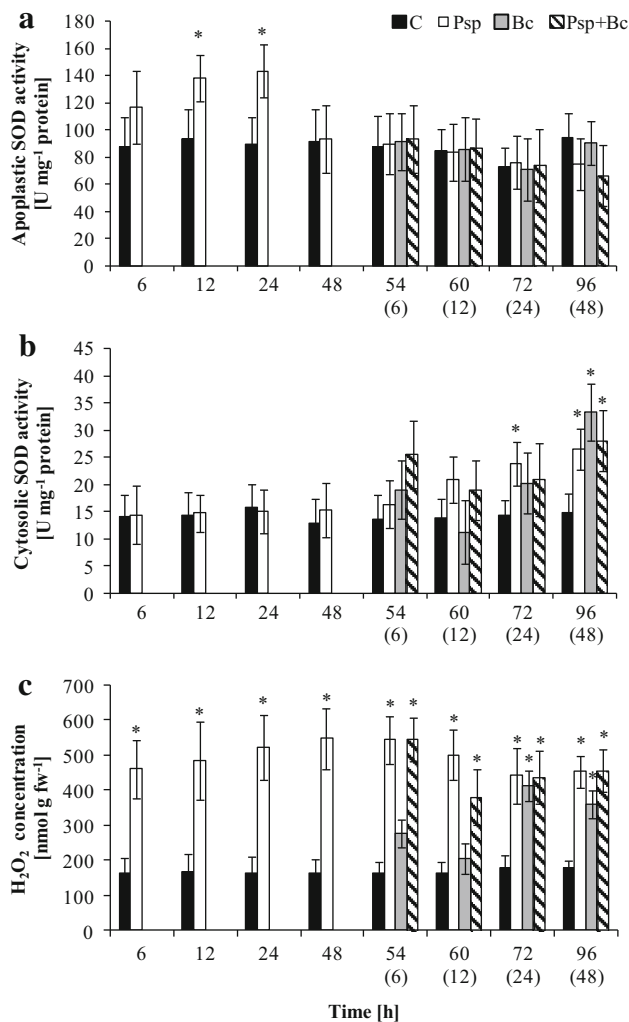 a
C Psp Bc Psp+Bc
Apoplastic SOD activity
[U mg⁻¹ protein]
180
160
140
120
100
80
60
40
20
0
* *
6 12 24 48 54 60 72 96
(6) (12) (24) (48)
b
Cytosolic SOD activity
[U mg⁻¹ protein]
45
40
35
30
25
20
15
10
5
0
* * * *
6 12 24 48 54 60 72 96
(6) (12) (24) (48)
c
H₂O₂ concentration
[nmol g fw⁻¹]
700
600
500
400
300
200
100
0
* * * * * * * * * * * * * *
6 12 24 48 54 60 72 96
(6) (12) (24) (48)
Time [h]